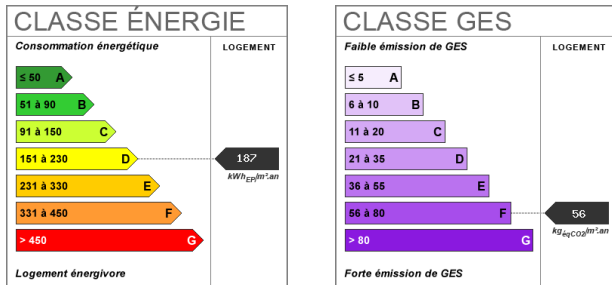 CLASSE ÉNERGIE
Consommation énergétique
LOGEMENT
≤ 50 A
51 à 90 B
91 à 150 C
151 à 230 D
187
kWhEP/m².an
231 à 330 E
331 à 450 F
> 450 G
Logement énergivore
CLASSE GES
Faible émission de GES
LOGEMENT
≤ 5 A
6 à 10 B
11 à 20 C
21 à 35 D
36 à 55 E
56 à 80 F
56
kgéqCO2/m².an
> 80 G
Forte émission de GES